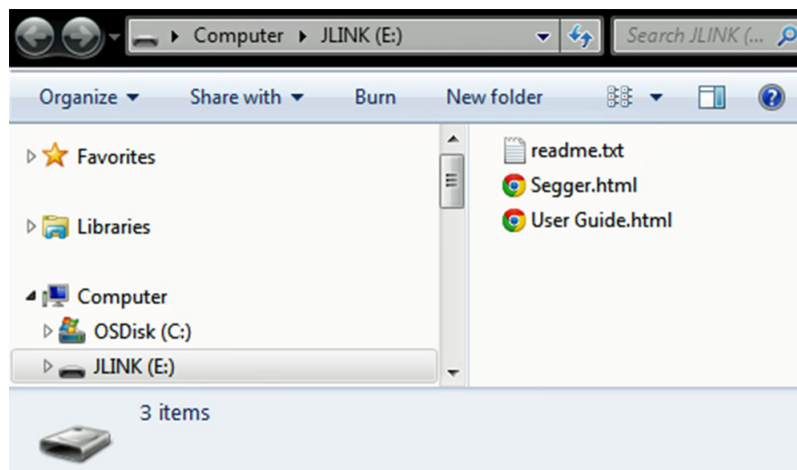 Computer JLINK (E:)
Search JLINK (...
Organize Share with Burn New folder
Favorites
Libraries
Computer
OSDisk (C:)
JLINK (E:)
readme.txt
Segger.html
User Guide.html
3 items